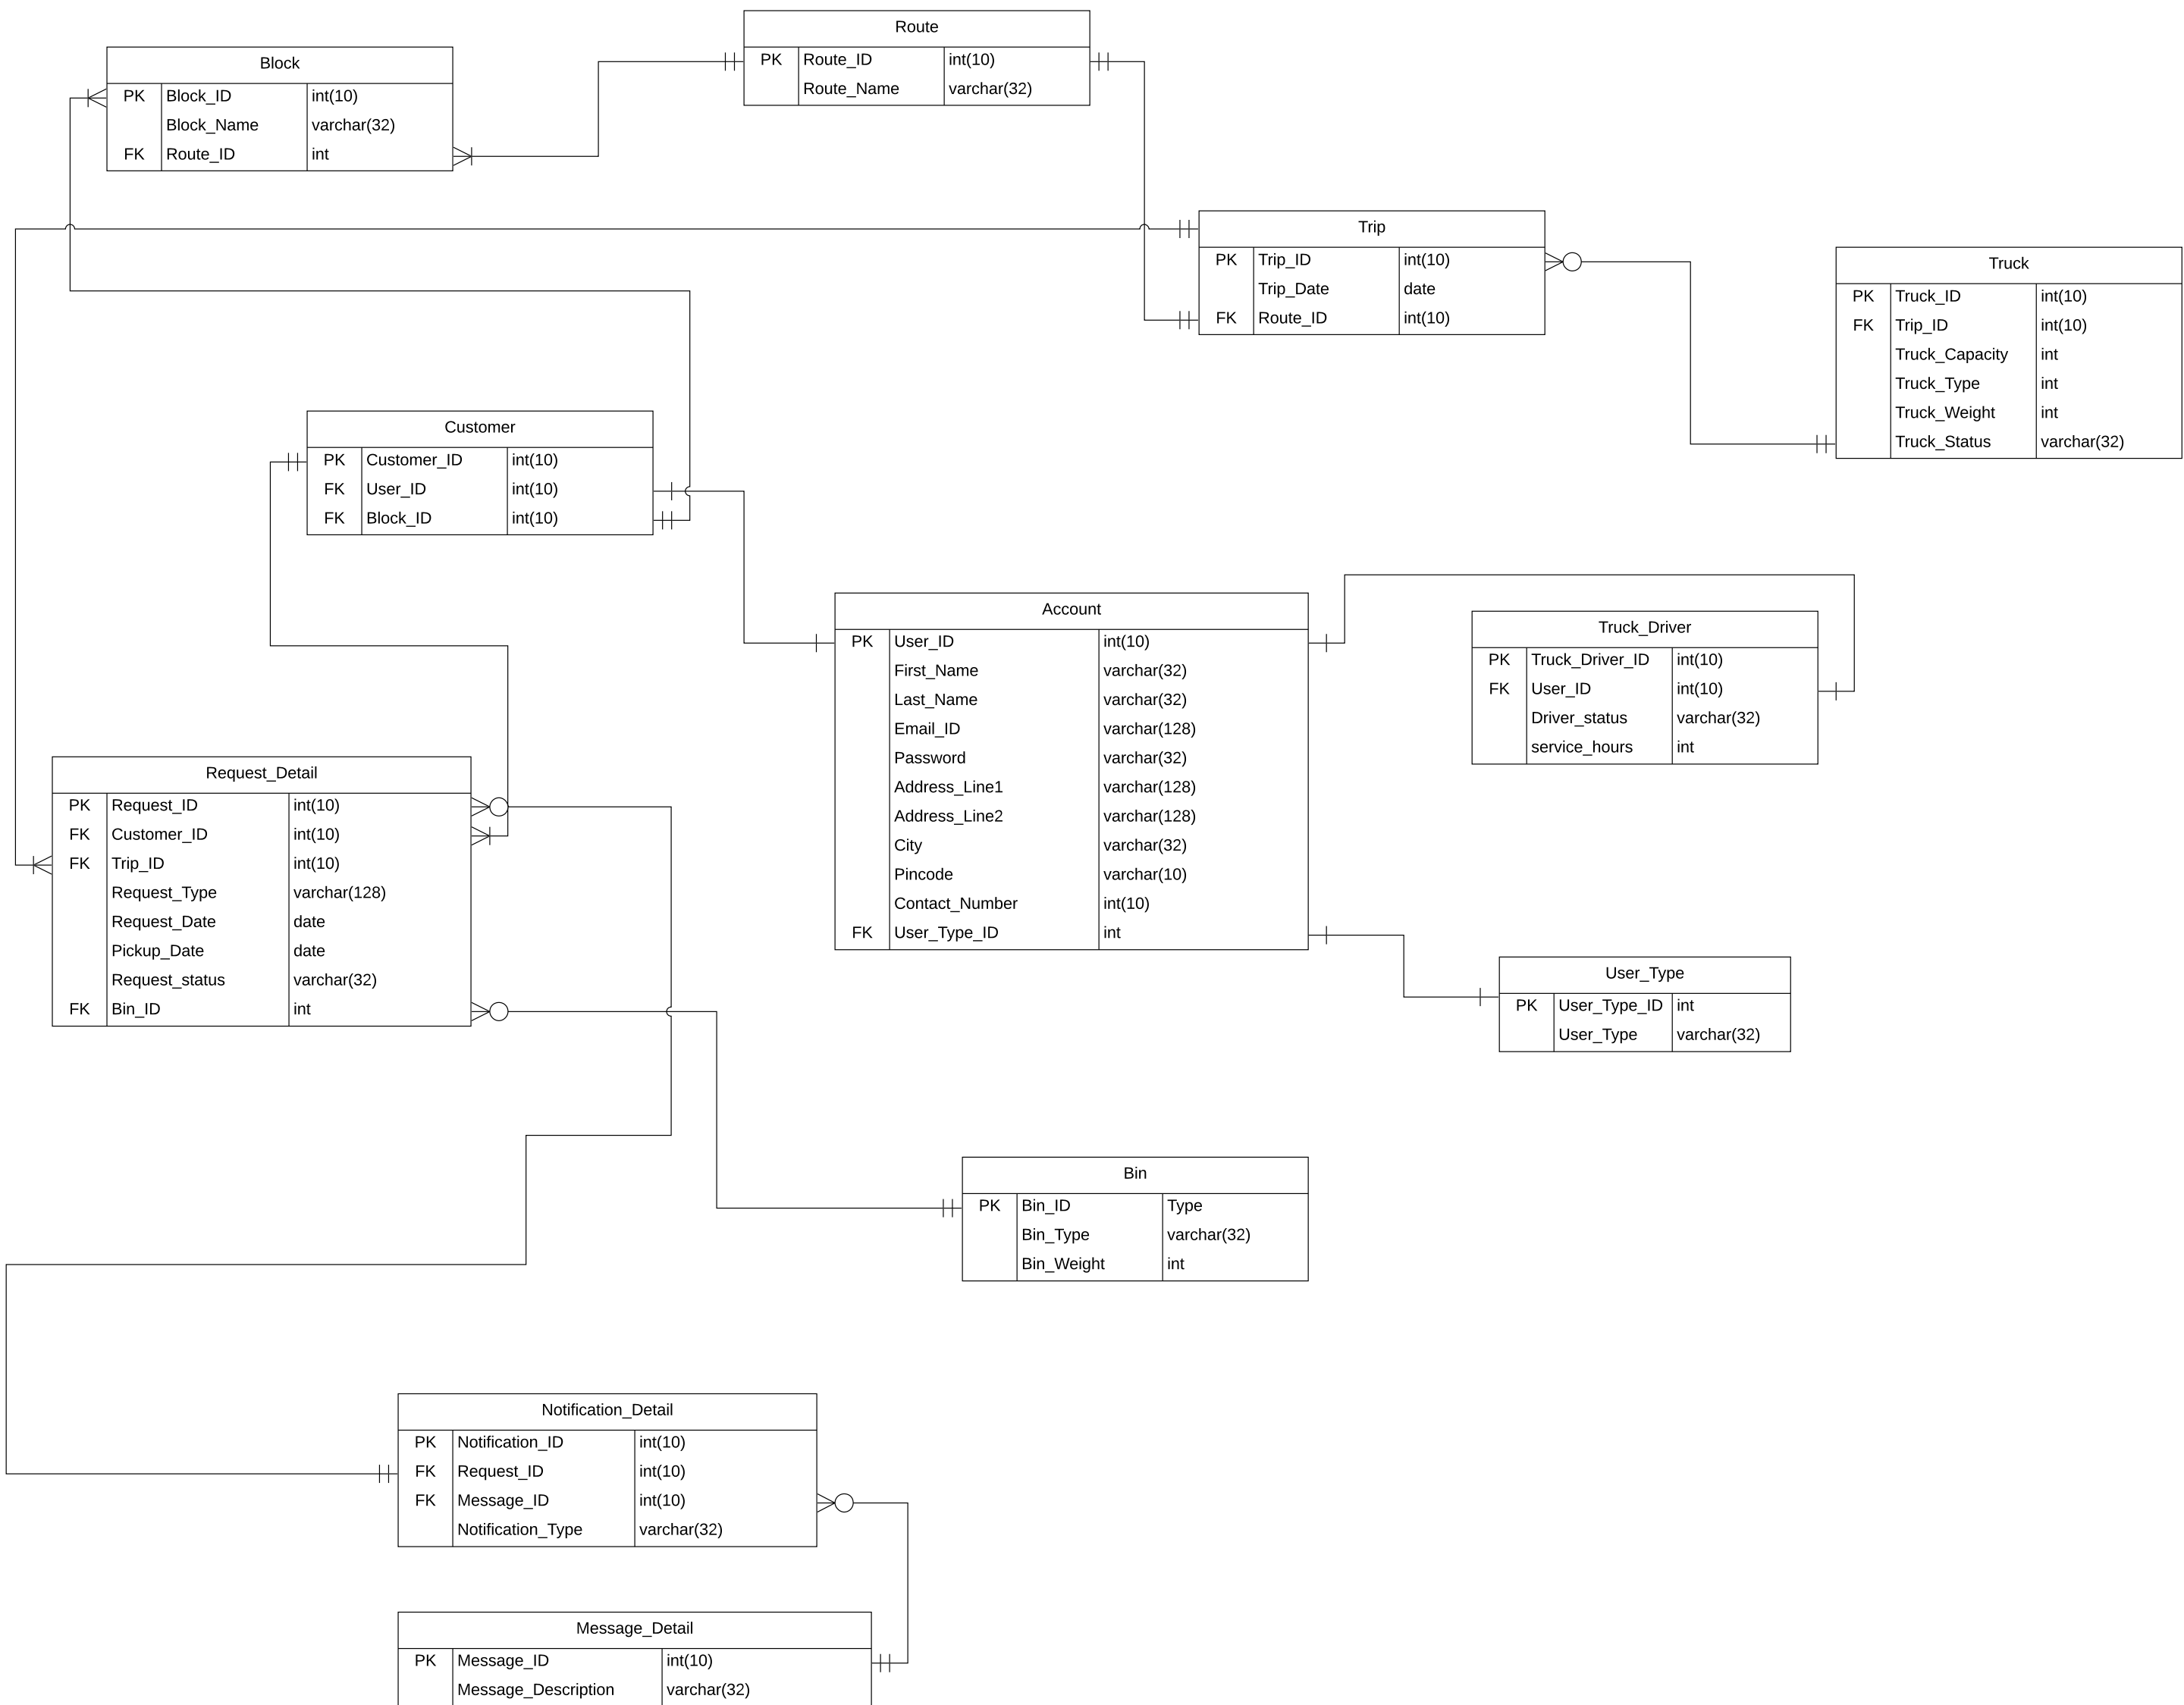 Route
PK Route_ID int(10)
Route_Name varchar(32)
Block
PK Block_ID int(10)
Block_Name varchar(32)
FK Route_ID int
Trip
PK Trip_ID int(10)
Trip_Date date
FK Route_ID int(10)
Truck
PK Truck_ID int(10)
FK Trip_ID int(10)
Truck_Capacity int
Truck_Type int
Truck_Weight int
Truck_Status varchar(32)
Customer
PK Customer_ID int(10)
FK User_ID int(10)
FK Block_ID int(10)
Account
PK User_ID int(10)
First_Name varchar(32)
Last_Name varchar(32)
Email_ID varchar(128)
Password varchar(32)
Address_Line1 varchar(128)
Address_Line2 varchar(128)
City varchar(32)
Pincode varchar(10)
Contact_Number int(10)
FK User_Type_ID int
Truck_Driver
PK Truck_Driver_ID int(10)
FK User_ID int(10)
Driver_status varchar(32)
service_hours int
Request_Detail
PK Request_ID int(10)
FK Customer_ID int(10)
FK Trip_ID int(10)
Request_Type varchar(128)
Request_Date date
Pickup_Date date
Request_status varchar(32)
FK Bin_ID int
User_Type
PK User_Type_ID int
User_Type varchar(32)
Bin
PK Bin_ID Type
Bin_Type varchar(32)
Bin_Weight int
Notification_Detail
PK Notification_ID int(10)
FK Request_ID int(10)
FK Message_ID int(10)
Notification_Type varchar(32)
Message_Detail
PK Message_ID int(10)
Message_Description varchar(32)